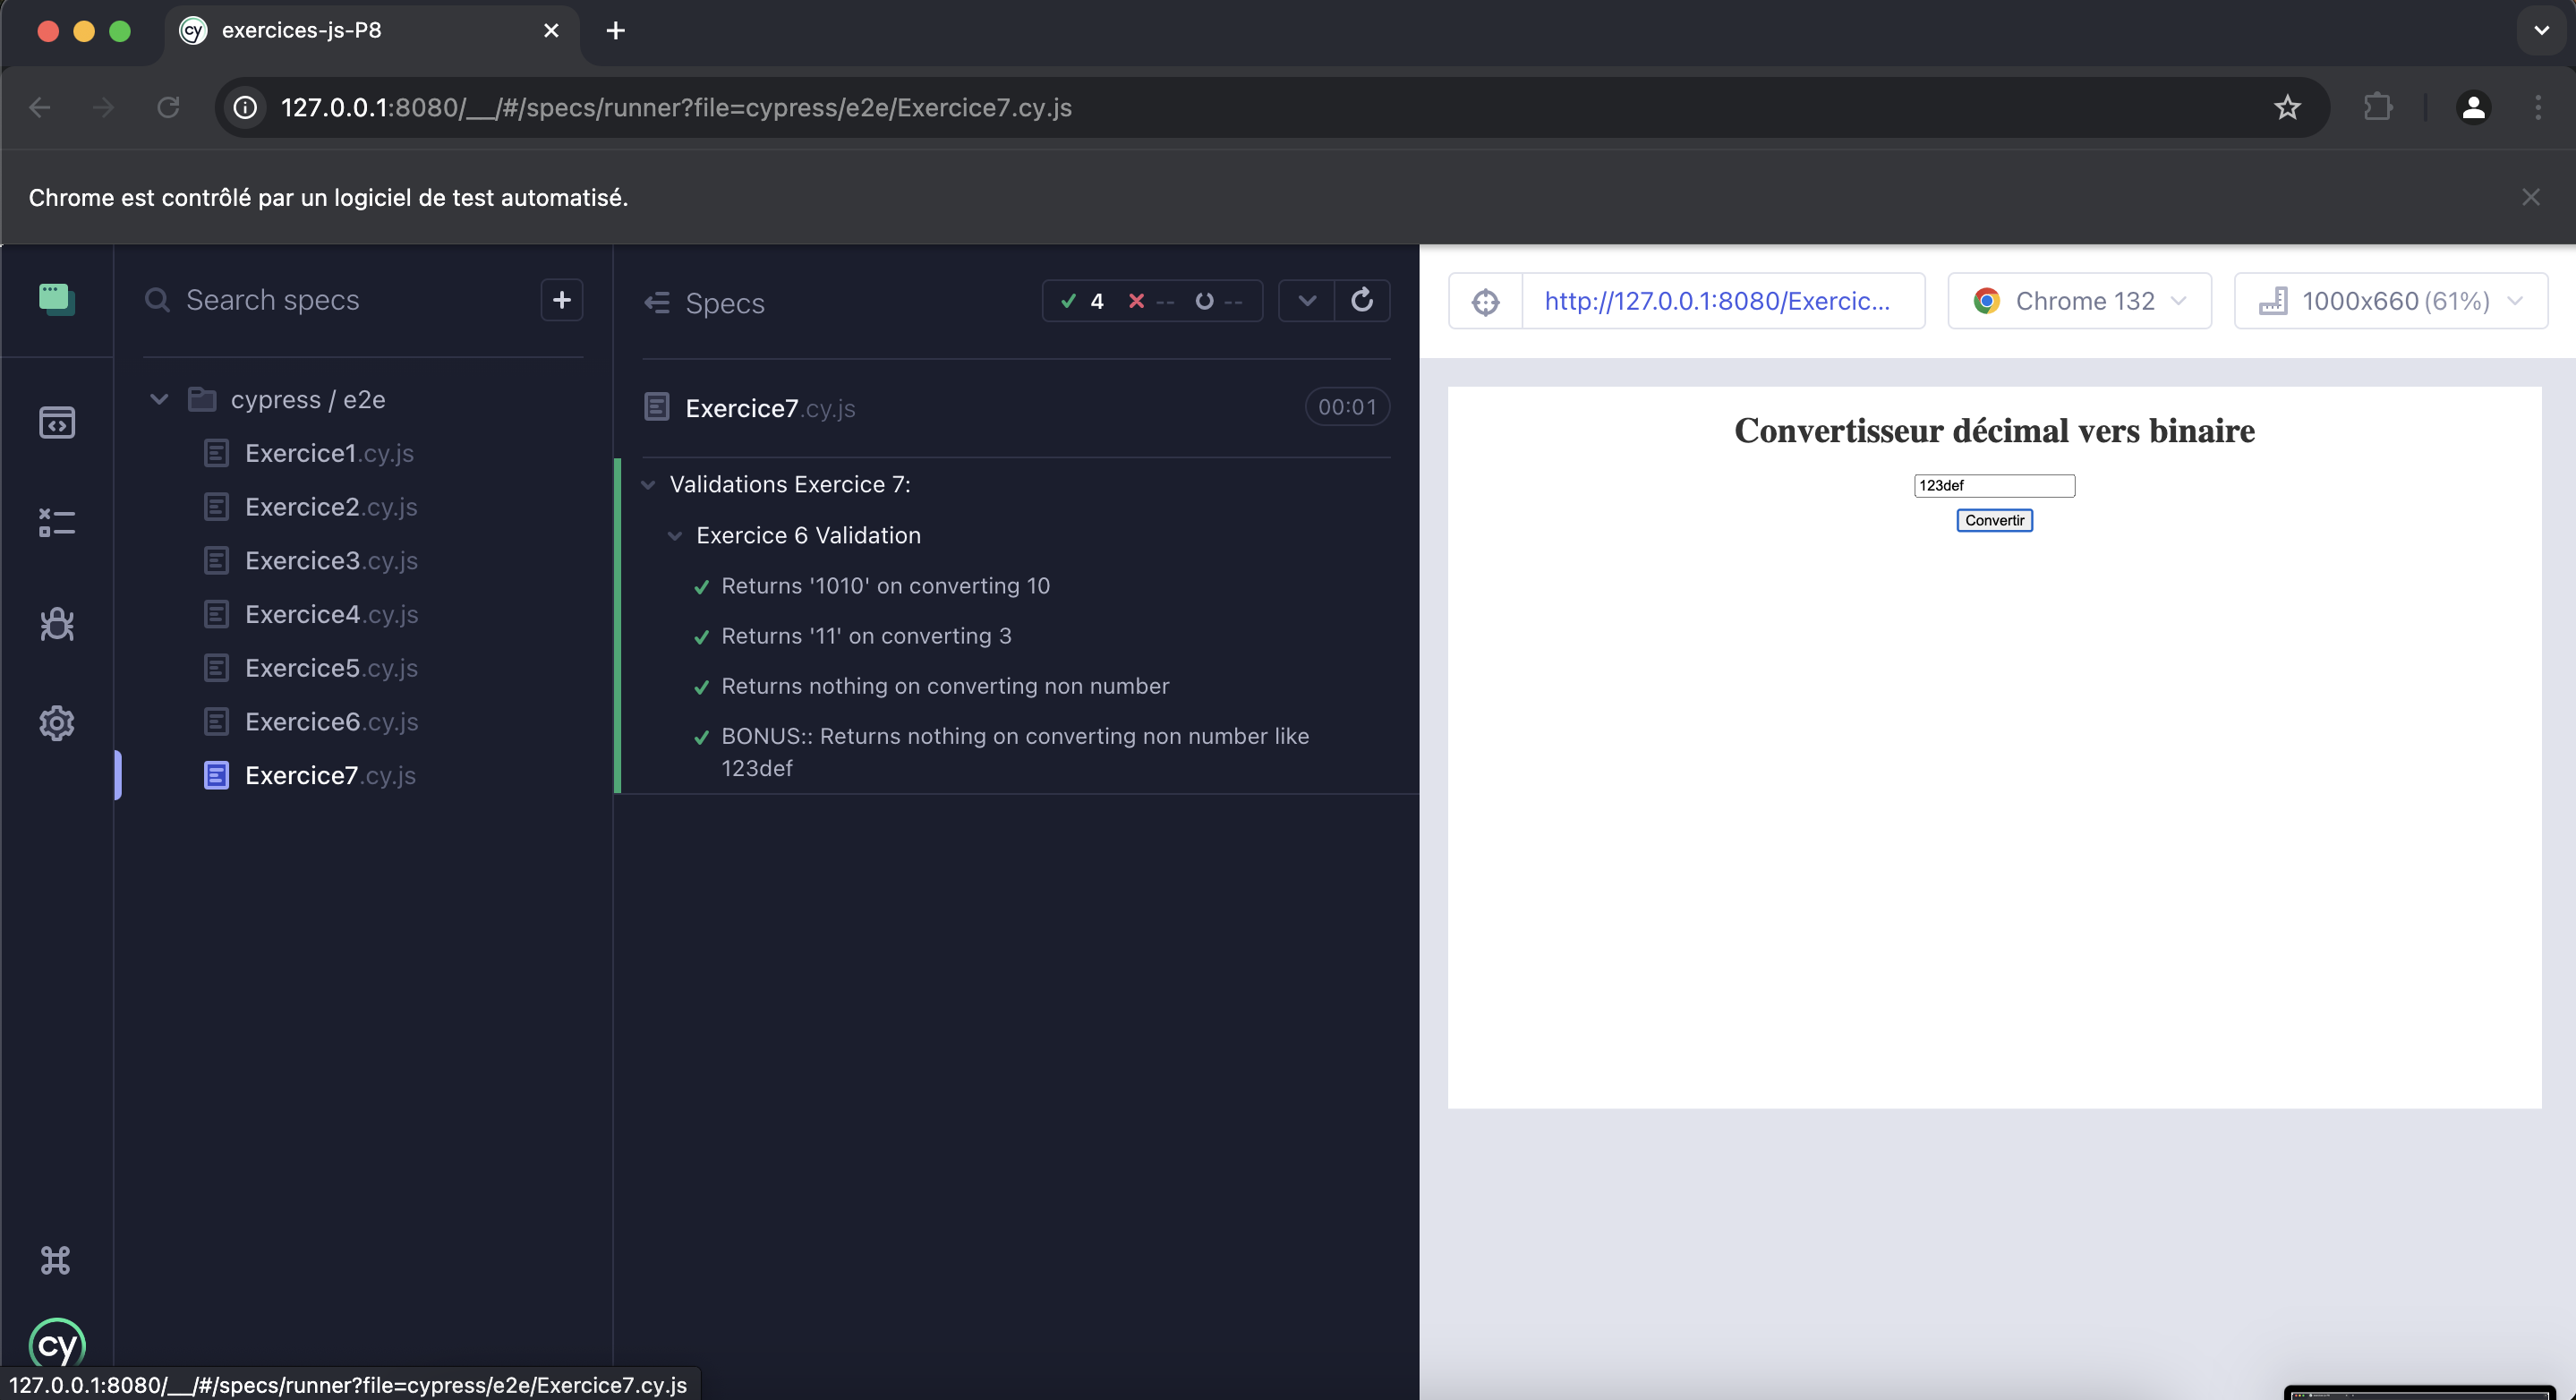 exercices-js-P8
127.0.0.1:8080/__/#/specs/runner?file=cypress/e2e/Exercice7.cy.js
Chrome est contrôlé par un logiciel de test automatisé.
Search specs
cypress / e2e
Exercice1.cy.js
Exercice2.cy.js
Exercice3.cy.js
Exercice4.cy.js
Exercice5.cy.js
Exercice6.cy.js
Exercice7.cy.js
Specs
4 -- --
Exercice7.cy.js 00:01
Validations Exercice 7:
Exercice 6 Validation
Returns '1010' on converting 10
Returns '11' on converting 3
Returns nothing on converting non number
BONUS:: Returns nothing on converting non number like
123def
http://127.0.0.1:8080/Exercic...
Chrome 132
1000x660 (61%)
Convertisseur décimal vers binaire
123def
Convertir
cy
127.0.0.1:8080/__/#/specs/runner?file=cypress/e2e/Exercice7.cy.js